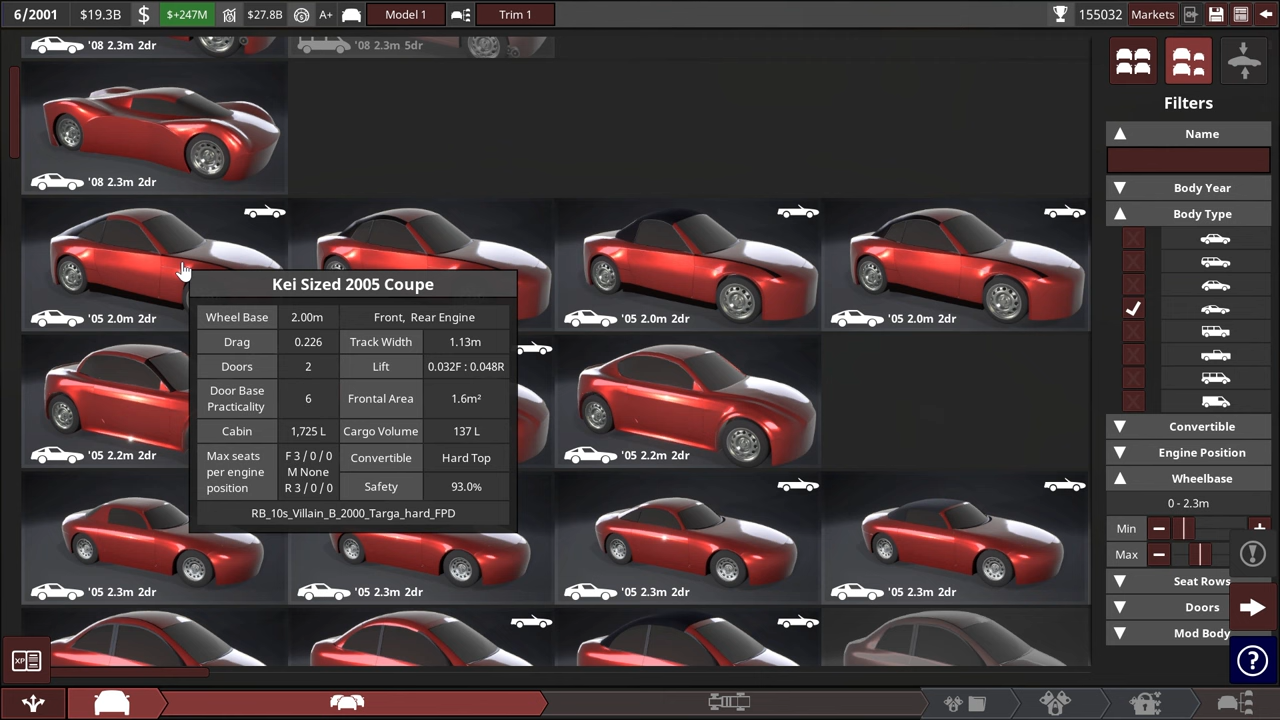 6/2001 $19.3B $+247M $27.8B A+ Model 1 Trim 1 155032 Markets
'08 2.3m 2dr '08 2.3m 5dr
'08 2.3m 2dr
'05 2.0m 2dr '05 2.0m 2dr '05 2.0m 2dr
'05 2.2m 2dr '05 2.2m 2dr
'05 2.3m 2dr '05 2.3m 2dr '05 2.3m 2dr '05 2.3m 2dr
Kei Sized 2005 Coupe
Wheel Base 2.00m Front, Rear Engine
Drag 0.226 Track Width 1.13m
Doors 2 Lift 0.032F : 0.048R
Door Base
Practicality 6 Frontal Area 1.6m²
Cabin 1,725 L Cargo Volume 137 L
Max seats
per engine
position
F 3 / 0 / 0
M None
R 3 / 0 / 0
Convertible Hard Top
Safety 93.0%
RB_10s_Villain_B_2000_Targa_hard_FPD
Filters
Name
Body Year
Body Type
Convertible
Engine Position
Wheelbase
0 - 2.3m
Min
Max
Seat Rows
Doors
Mod Body
XP
?